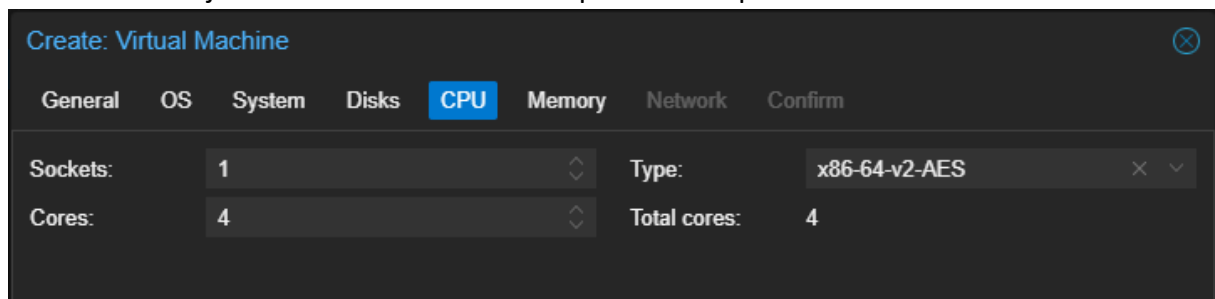 Create: Virtual Machine
General OS System Disks CPU Memory Network Confirm
Sockets: 1 Type: x86-64-v2-AES
Cores: 4 Total cores: 4